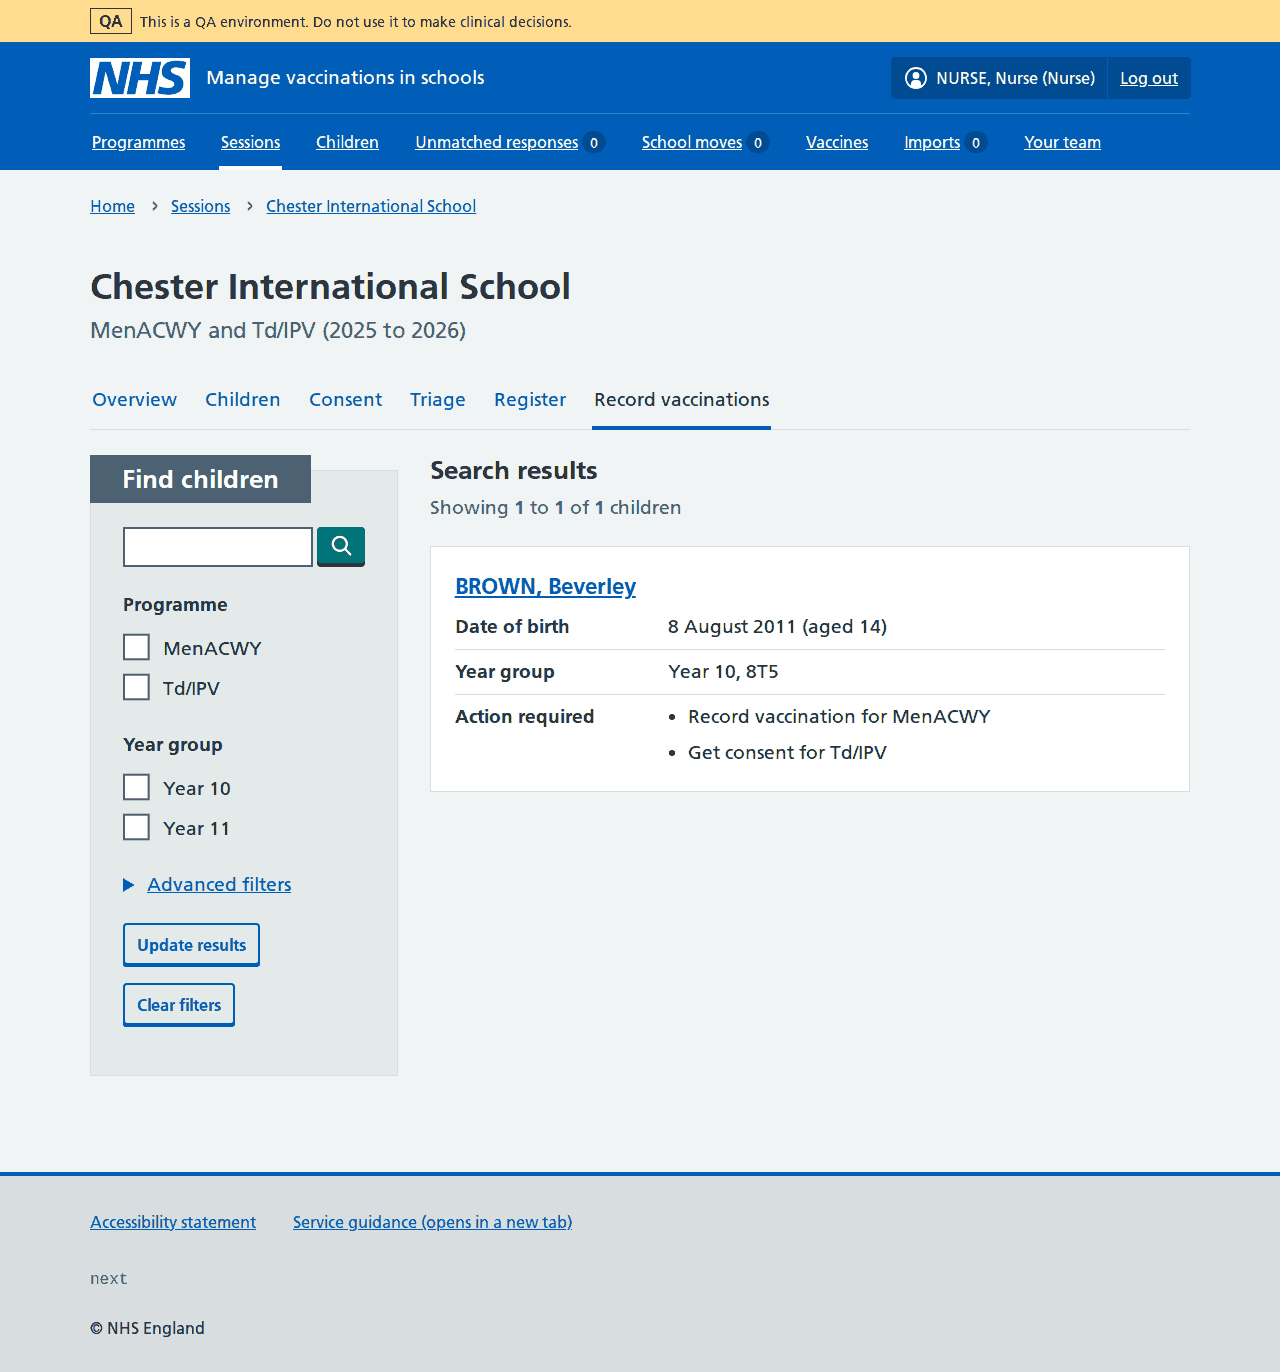 QA This is a QA environment. Do not use it to make clinical decisions.
NHS Manage vaccinations in schools NURSE, Nurse (Nurse) Log out
Programmes Sessions Children Unmatched responses 0 School moves 0 Vaccines Imports 0 Your team
Home Sessions Chester International School
Chester International School
MenACWY and Td/IPV (2025 to 2026)
Overview Children Consent Triage Register Record vaccinations
Find children
Programme
MenACWY
Td/IPV
Year group
Year 10
Year 11
Advanced filters
Update results
Clear filters
Search results
Showing 1 to 1 of 1 children
BROWN, Beverley
Date of birth 8 August 2011 (aged 14)
Year group Year 10, 8T5
Action required • Record vaccination for MenACWY
• Get consent for Td/IPV
Accessibility statement Service guidance (opens in a new tab)
next
© NHS England